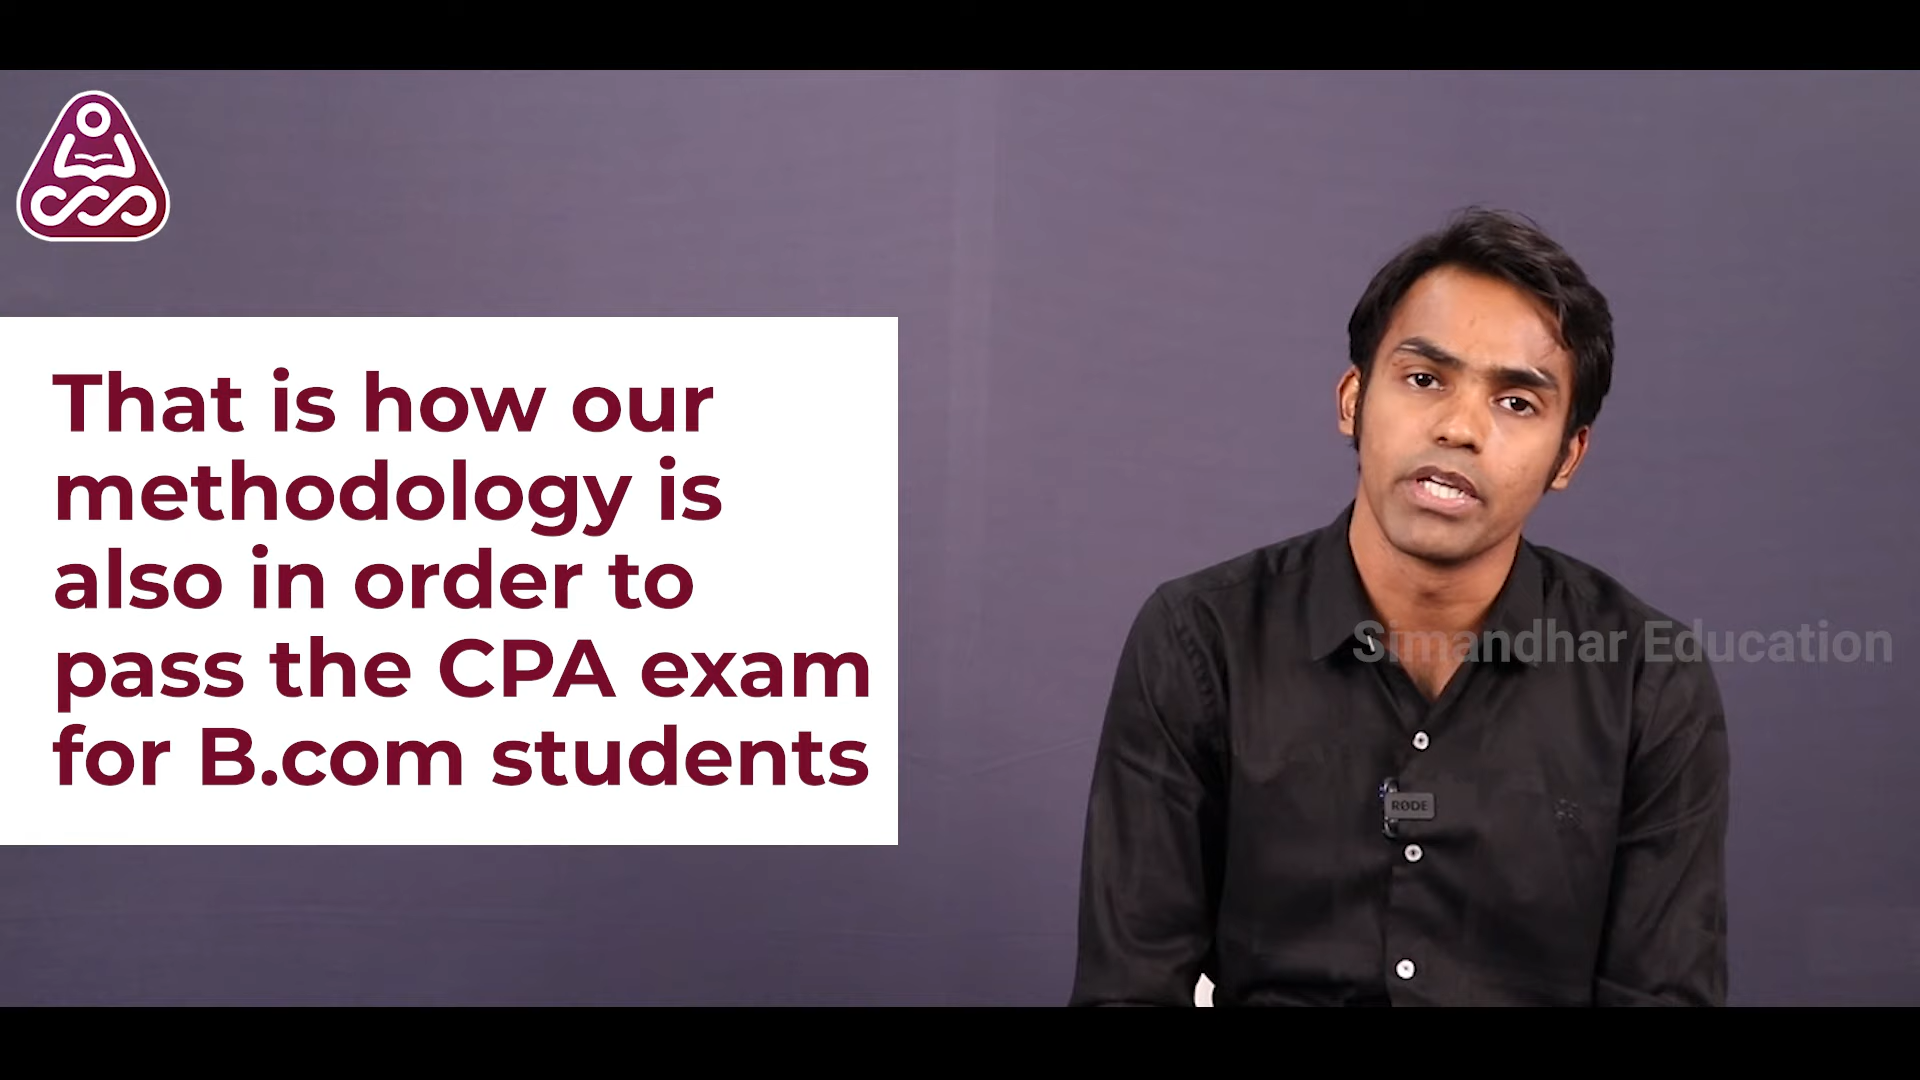 That is how our
methodology is
also in order to
pass the CPA exam
for B.com students
Simandhar Education
RØDE